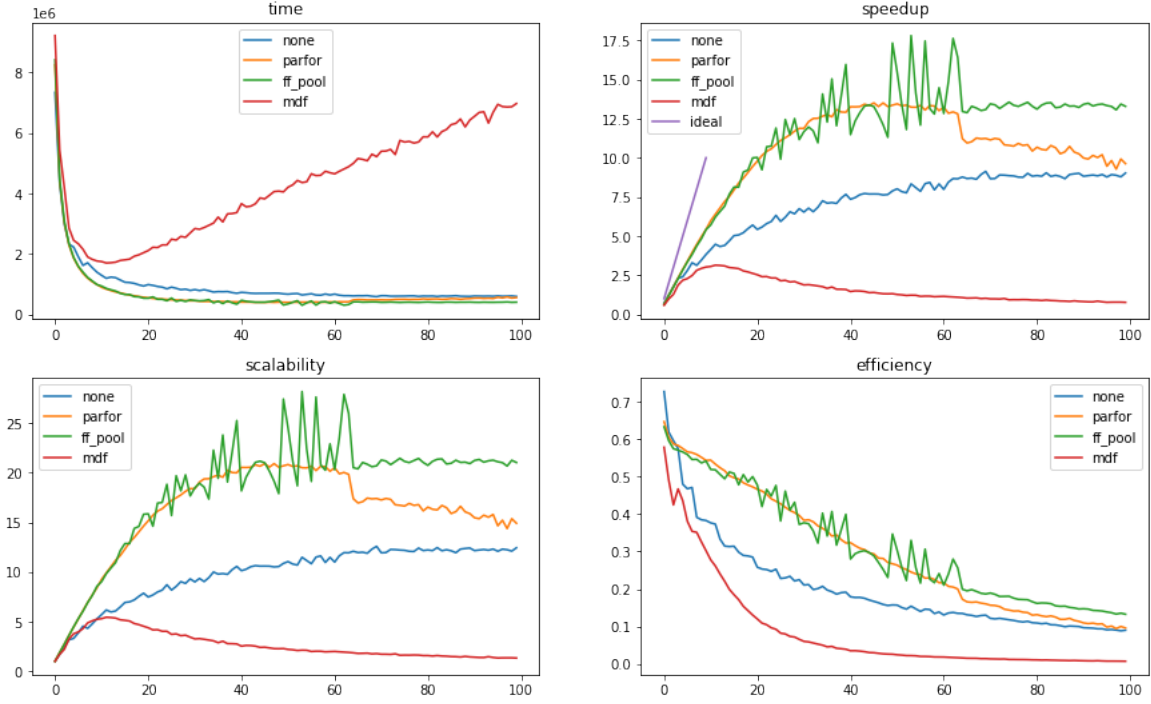 time
1e6
8
6
4
2
0
0 20 40 60 80 100
none
parfor
ff_pool
mdf
speedup
17.5
15.0
12.5
10.0
7.5
5.0
2.5
0.0
0 20 40 60 80 100
none
parfor
ff_pool
mdf
ideal
scalability
25
20
15
10
5
0
0 20 40 60 80 100
none
parfor
ff_pool
mdf
efficiency
0.7
0.6
0.5
0.4
0.3
0.2
0.1
0.0
0 20 40 60 80 100
none
parfor
ff_pool
mdf